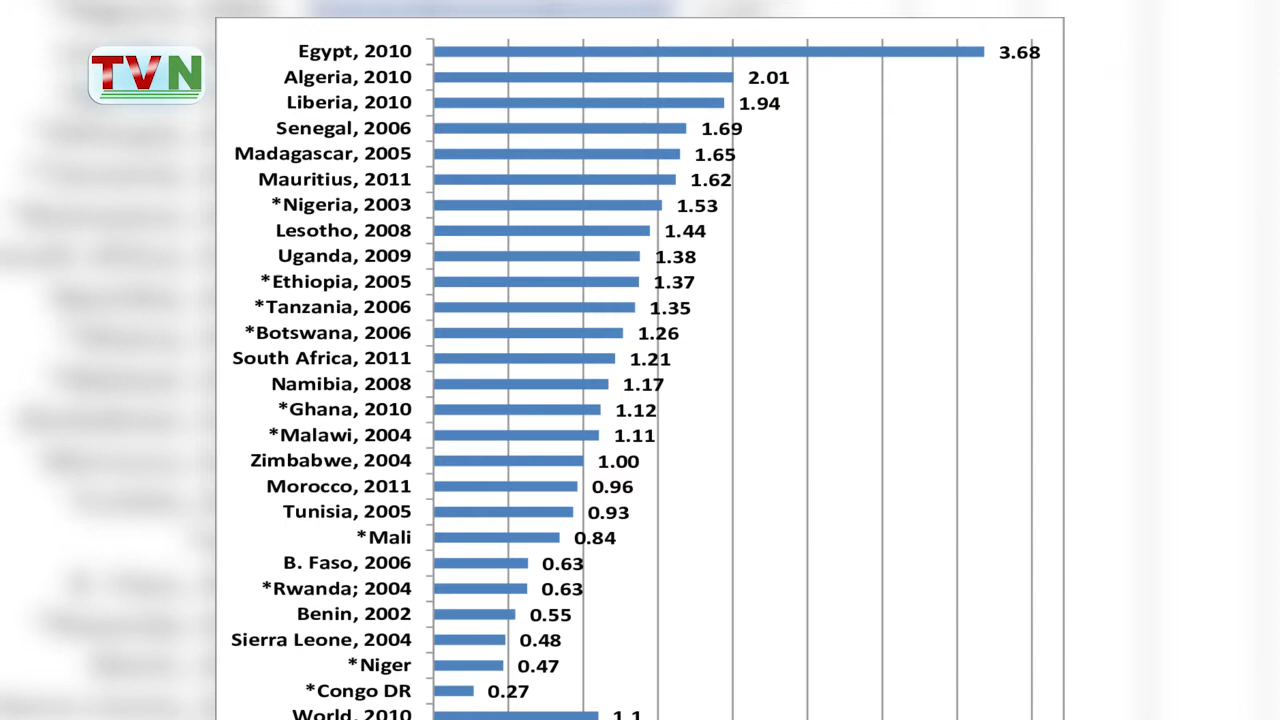 TVN
Egypt, 2010 3.68
Algeria, 2010 2.01
Liberia, 2010 1.94
Senegal, 2006 1.69
Madagascar, 2005 1.65
Mauritius, 2011 1.62
*Nigeria, 2003 1.53
Lesotho, 2008 1.44
Uganda, 2009 1.38
*Ethiopia, 2005 1.37
*Tanzania, 2006 1.35
*Botswana, 2006 1.26
South Africa, 2011 1.21
Namibia, 2008 1.17
*Ghana, 2010 1.12
*Malawi, 2004 1.11
Zimbabwe, 2004 1.00
Morocco, 2011 0.96
Tunisia, 2005 0.93
*Mali 0.84
B. Faso, 2006 0.63
*Rwanda; 2004 0.63
Benin, 2002 0.55
Sierra Leone, 2004 0.48
*Niger 0.47
*Congo DR 0.27
World, 2010 1.1